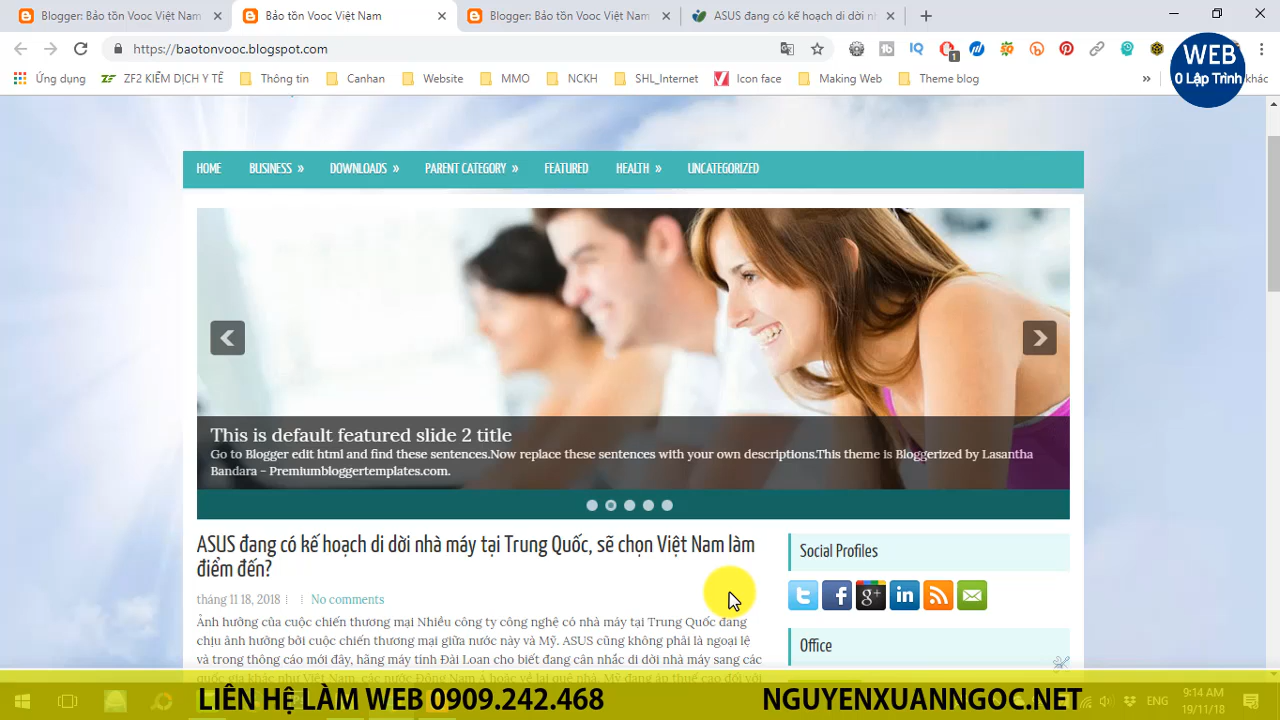 Blogger: Bảo tồn Vooc Việt Nam
Bảo tồn Vooc Việt Nam
Blogger: Bảo tồn Vooc Việt Nam
ASUS đang có kế hoạch di dời nh
https://baotonvooc.blogspot.com
Ứng dụng
ZF2 KIỂM DỊCH Y TẾ
Thông tin
Canhan
Website
MMO
NCKH
SHL_Internet
Icon face
Making Web
Theme blog
khác
WEB
0 Lập Trình
HOME
BUSINESS »
DOWNLOADS »
PARENT CATEGORY »
FEATURED
HEALTH »
UNCATEGORIZED
This is default featured slide 2 title
Go to Blogger edit html and find these sentences.Now replace these sentences with your own descriptions.This theme is Bloggerized by Lasantha
Bandara - Premiumbloggertemplates.com.
ASUS đang có kế hoạch di dời nhà máy tại Trung Quốc, sẽ chọn Việt Nam làm
điểm đến?
tháng 11 18, 2018
No comments
Ảnh hưởng của cuộc chiến thương mại Nhiều công ty công nghệ có nhà máy tại Trung Quốc đang
chịu ảnh hưởng bởi cuộc chiến thương mại giữa nước này và Mỹ. ASUS cũng không phải là ngoại lệ
và trong thông cáo mới đây, hãng máy tính Đài Loan cho biết đang cân nhắc di dời nhà máy sang các
Social Profiles
Office
LIÊN HỆ LÀM WEB 0909.242.468
NGUYENXUANNGOC.NET
ENG
9:14 AM
19/11/18